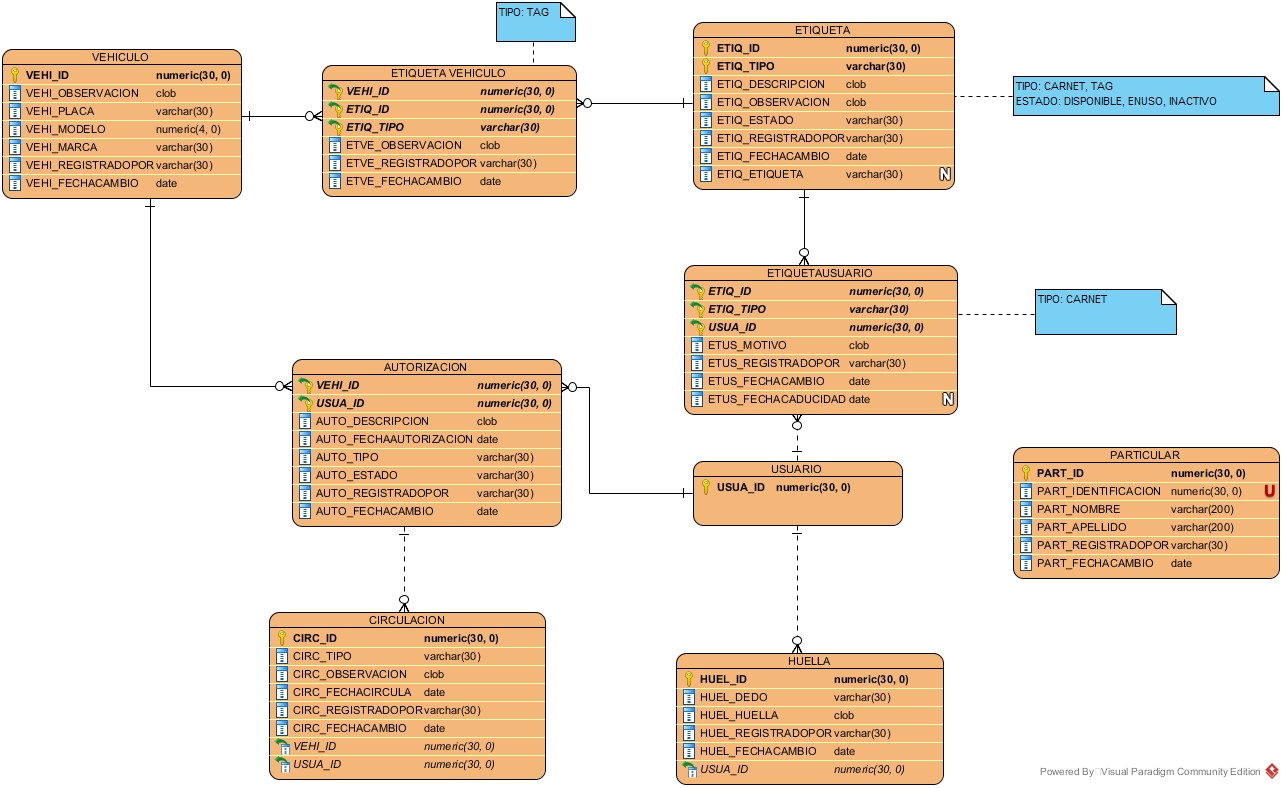 TIPO: TAG
VEHICULO
VEHI_ID numeric(30, 0)
VEHI_OBSERVACION clob
VEHI_PLACA varchar(30)
VEHI_MODELO numeric(4, 0)
VEHI_MARCA varchar(30)
VEHI_REGISTRADOPOR varchar(30)
VEHI_FECHACAMBIO date
ETIQUETA VEHICULO
VEHI_ID numeric(30, 0)
ETIQ_ID numeric(30, 0)
ETIQ_TIPO varchar(30)
ETVE_OBSERVACION clob
ETVE_REGISTRADOPOR varchar(30)
ETVE_FECHACAMBIO date
ETIQUETA
ETIQ_ID numeric(30, 0)
ETIQ_TIPO varchar(30)
ETIQ_DESCRIPCION clob
ETIQ_OBSERVACION clob
ETIQ_ESTADO varchar(30)
ETIQ_REGISTRADOPOR varchar(30)
ETIQ_FECHACAMBIO date
ETIQ_ETIQUETA varchar(30) N
TIPO: CARNET, TAG
ESTADO: DISPONIBLE, ENUSO, INACTIVO
ETIQUETAUSUARIO
ETIQ_ID numeric(30, 0)
ETIQ_TIPO varchar(30)
USUA_ID numeric(30, 0)
ETUS_MOTIVO clob
ETUS_REGISTRADOPOR varchar(30)
ETUS_FECHACAMBIO date
ETUS_FECHACADUCIDAD date N
TIPO: CARNET
AUTORIZACION
VEHI_ID numeric(30, 0)
USUA_ID numeric(30, 0)
AUTO_DESCRIPCION clob
AUTO_FECHAAUTORIZACION date
AUTO_TIPO varchar(30)
AUTO_ESTADO varchar(30)
AUTO_REGISTRADOPOR varchar(30)
AUTO_FECHACAMBIO date
USUARIO
USUA_ID numeric(30, 0)
PARTICULAR
PART_ID numeric(30, 0)
PART_IDENTIFICACION numeric(30, 0) U
PART_NOMBRE varchar(200)
PART_APELLIDO varchar(200)
PART_REGISTRADOPOR varchar(30)
PART_FECHACAMBIO date
CIRCULACION
CIRC_ID numeric(30, 0)
CIRC_TIPO varchar(30)
CIRC_OBSERVACION clob
CIRC_FECHACIRCULA date
CIRC_REGISTRADOPOR varchar(30)
CIRC_FECHACAMBIO date
VEHI_ID numeric(30, 0)
USUA_ID numeric(30, 0)
HUELLA
HUEL_ID numeric(30, 0)
HUEL_DEDO varchar(30)
HUEL_HUELLA clob
HUEL_REGISTRADOPOR varchar(30)
HUEL_FECHACAMBIO date
USUA_ID numeric(30, 0)
Powered By Visual Paradigm Community Edition